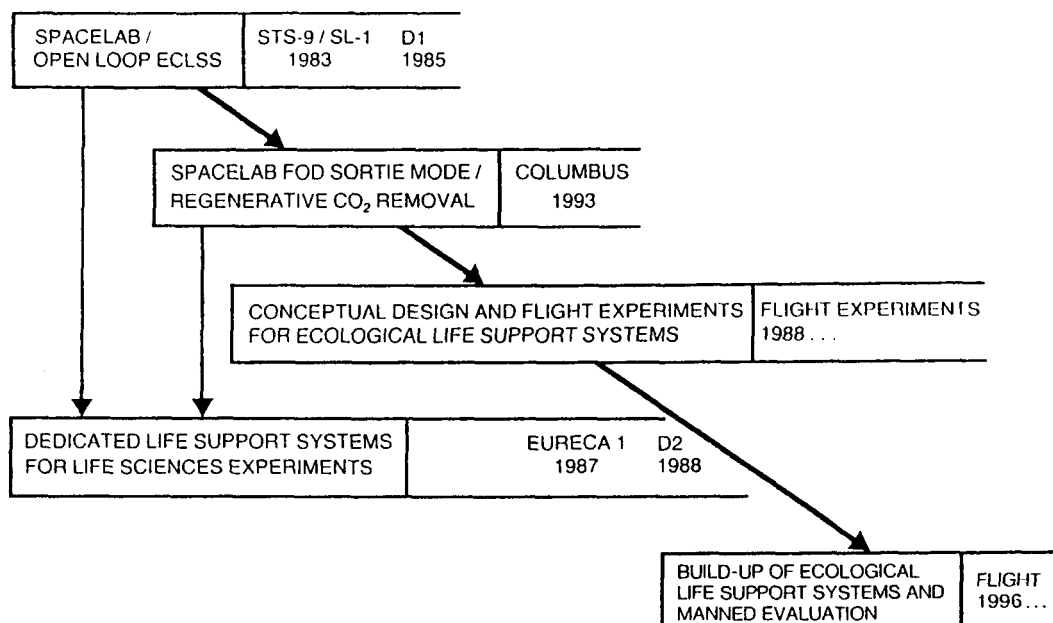 SPACELAB /
OPEN LOOP ECLSS
STS-9 / SL-1 D1
1983 1985
SPACELAB FOD SORTIE MODE /
REGENERATIVE CO₂ REMOVAL
COLUMBUS
1993
CONCEPTUAL DESIGN AND FLIGHT EXPERIMENTS
FOR ECOLOGICAL LIFE SUPPORT SYSTEMS
FLIGHT EXPERIMENTS
1988 . . .
DEDICATED LIFE SUPPORT SYSTEMS
FOR LIFE SCIENCES EXPERIMENTS
EURECA 1 D2
1987 1988
BUILD-UP OF ECOLOGICAL
LIFE SUPPORT SYSTEMS AND
MANNED EVALUATION
FLIGHT
1996 . . .